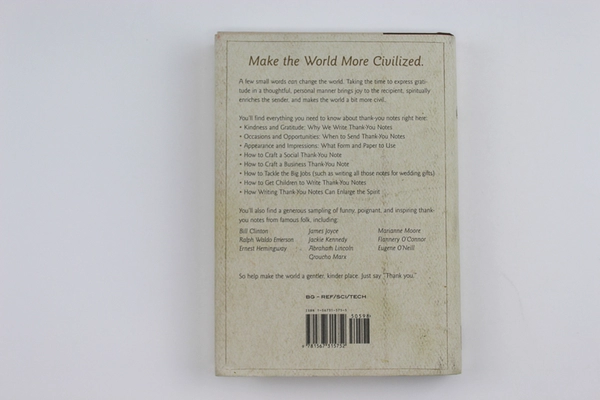 Make the World More Civilized.
A few small words can change the world. Taking the time to express grati-
tude in a thoughtful, personal manner brings joy to the recipient, spiritually
enriches the sender, and makes the world a bit more civil.
You'll find everything you need to know about thank-you notes right here:
• Kindness and Gratitude: Why We Write Thank-You Notes
• Occasions and Opportunities: When to Send Thank-You Notes
• Appearance and Impressions: What Form and Paper to Use
• How to Craft a Social Thank-You Note
• How to Craft a Business Thank-You Note
• How to Tackle the Big Jobs (such as writing all those notes for wedding gifts)
• How to Get Children to Write Thank-You Notes
• How Writing Thank-You Notes Can Enlarge the Spirit
You'll also find a generous sampling of funny, poignant, and inspiring thank-
you notes from famous folk, including:
Bill Clinton James Joyce Marianne Moore
Ralph Waldo Emerson Jackie Kennedy Flannery O'Connor
Ernest Hemingway Abraham Lincoln Eugene O'Neill
Groucho Marx
So help make the world a gentler, kinder place. Just say "Thank you."
BG - REF/SCI/TECH
ISBN
50598
9 781567 315752